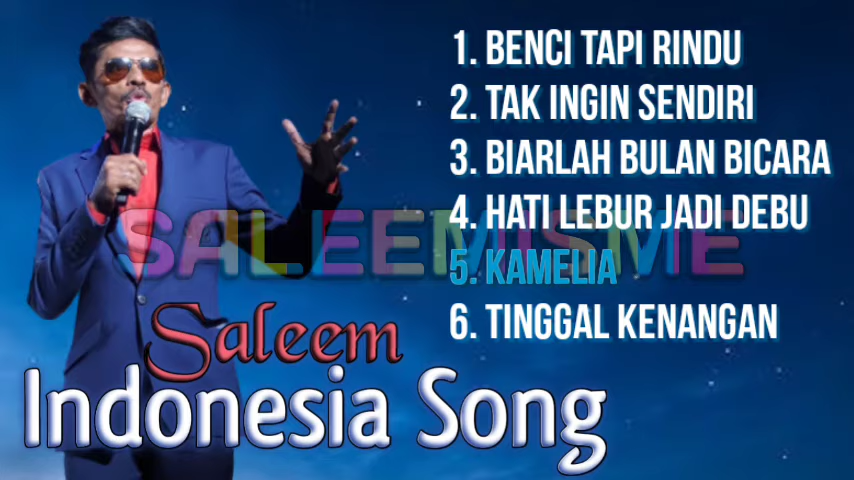 1. BENCI TAPI RINDU
2. TAK INGIN SENDIRI
3. BIARLAH BULAN BICARA
4. HATI LEBUR JADI DEBU
SALEEMISME
5. KAMELIA
6. TINGGAL KENANGAN
Saleem
Indonesia Song